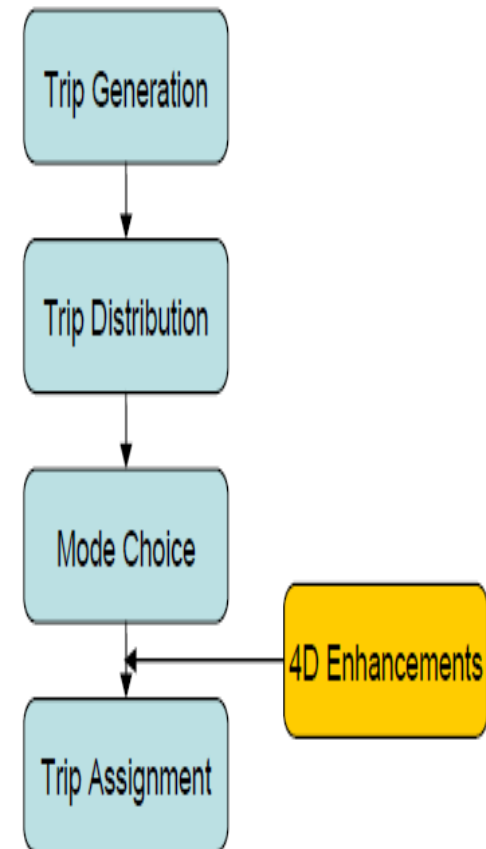 Trip Generation
Trip Distribution
Mode Choice
4D Enhancements
Trip Assignment